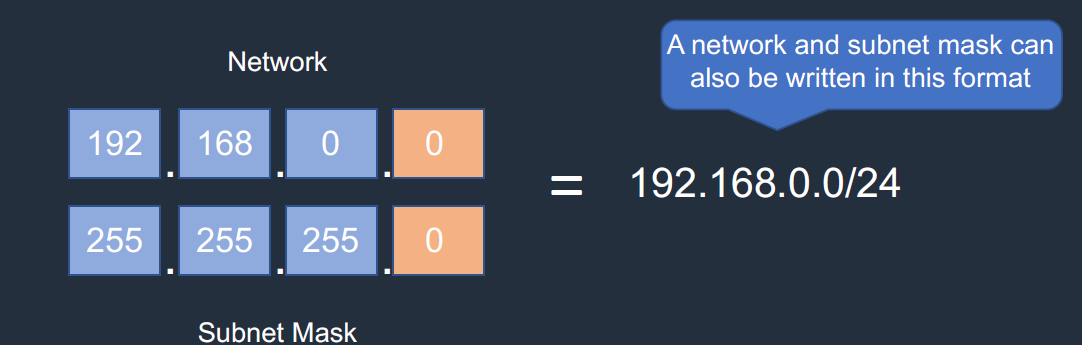 Network
A network and subnet mask can
also be written in this format
192 . 168 . 0 . 0
= 192.168.0.0/24
255 . 255 . 255 . 0
Subnet Mask